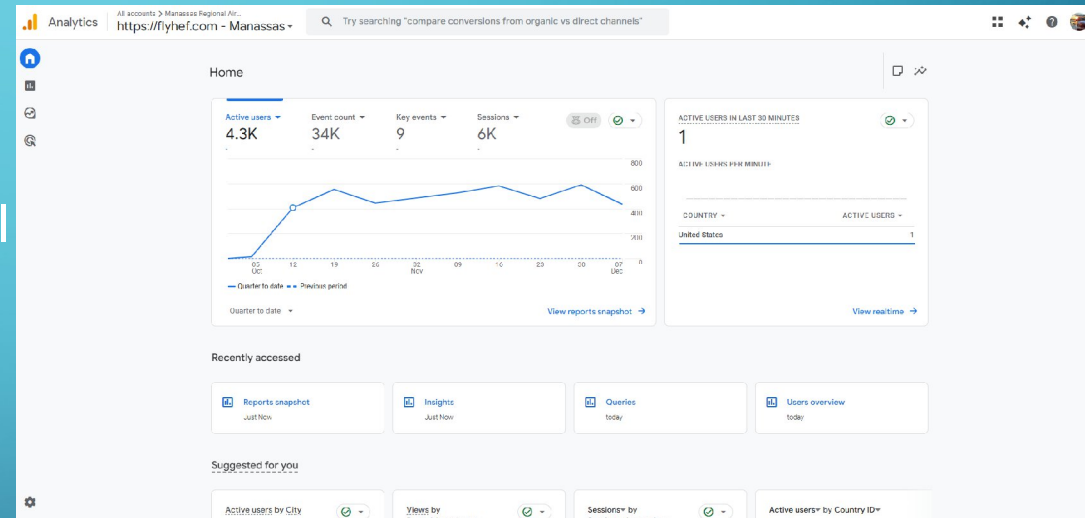 Analytics
All accounts > Manassas Regional Air...
https://flyhef.com - Manassas
Try searching "compare conversions from organic vs direct channels"
Home
Active users
4.3K
-
Event count
34K
-
Key events
9
-
Sessions
6K
-
Off
800
600
400
200
0
05
Oct
12
19
26
02
Nov
09
16
23
30
07
Dec
Quarter to date
Previous period
Quarter to date
View reports snapshot →
ACTIVE USERS IN LAST 30 MINUTES
1
ACTIVE USERS PER MINUTE
COUNTRY
ACTIVE USERS
United States
1
View realtime →
Recently accessed
Reports snapshot
Just Now
Insights
Just Now
Queries
today
Users overview
today
Suggested for you
Active users by City
Views by
Sessions by
Active users by Country ID